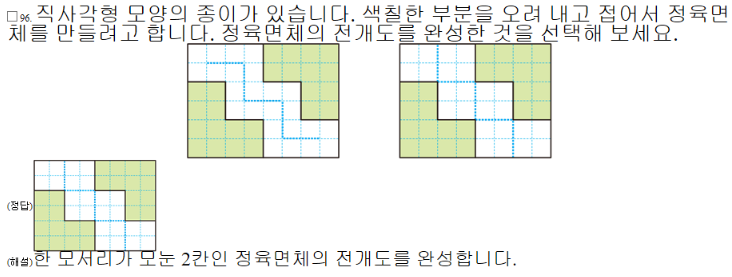 □96. 직사각형 모양의 종이가 있습니다. 색칠한 부분을 오려 내고 접어서 정육면
체를 만들려고 합니다. 정육면체의 전개도를 완성한 것을 선택해 보세요.
(정답)
(해설)한 모서리가 모눈 2칸인 정육면체의 전개도를 완성합니다.